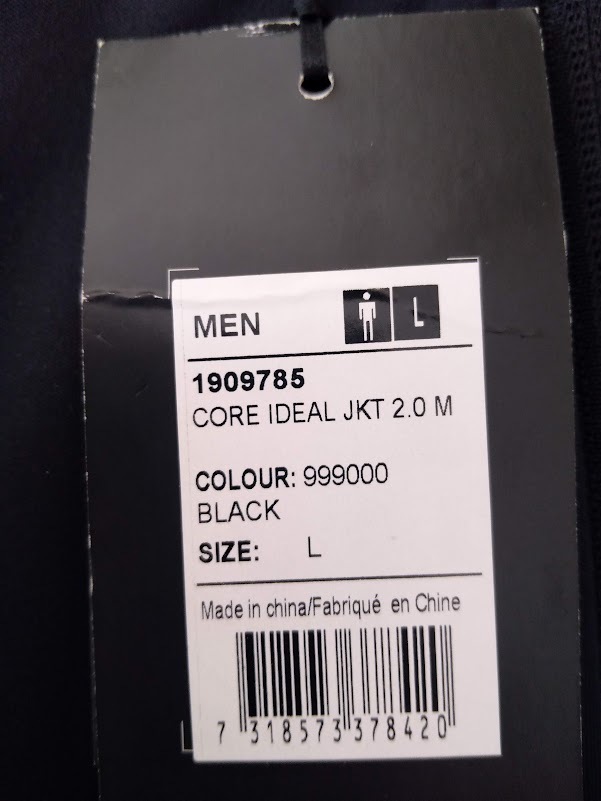 MEN L
1909785
CORE IDEAL JKT 2.0 M
COLOUR: 999000
BLACK
SIZE: L
Made in china/Fabriqué en Chine
7 318573 378420